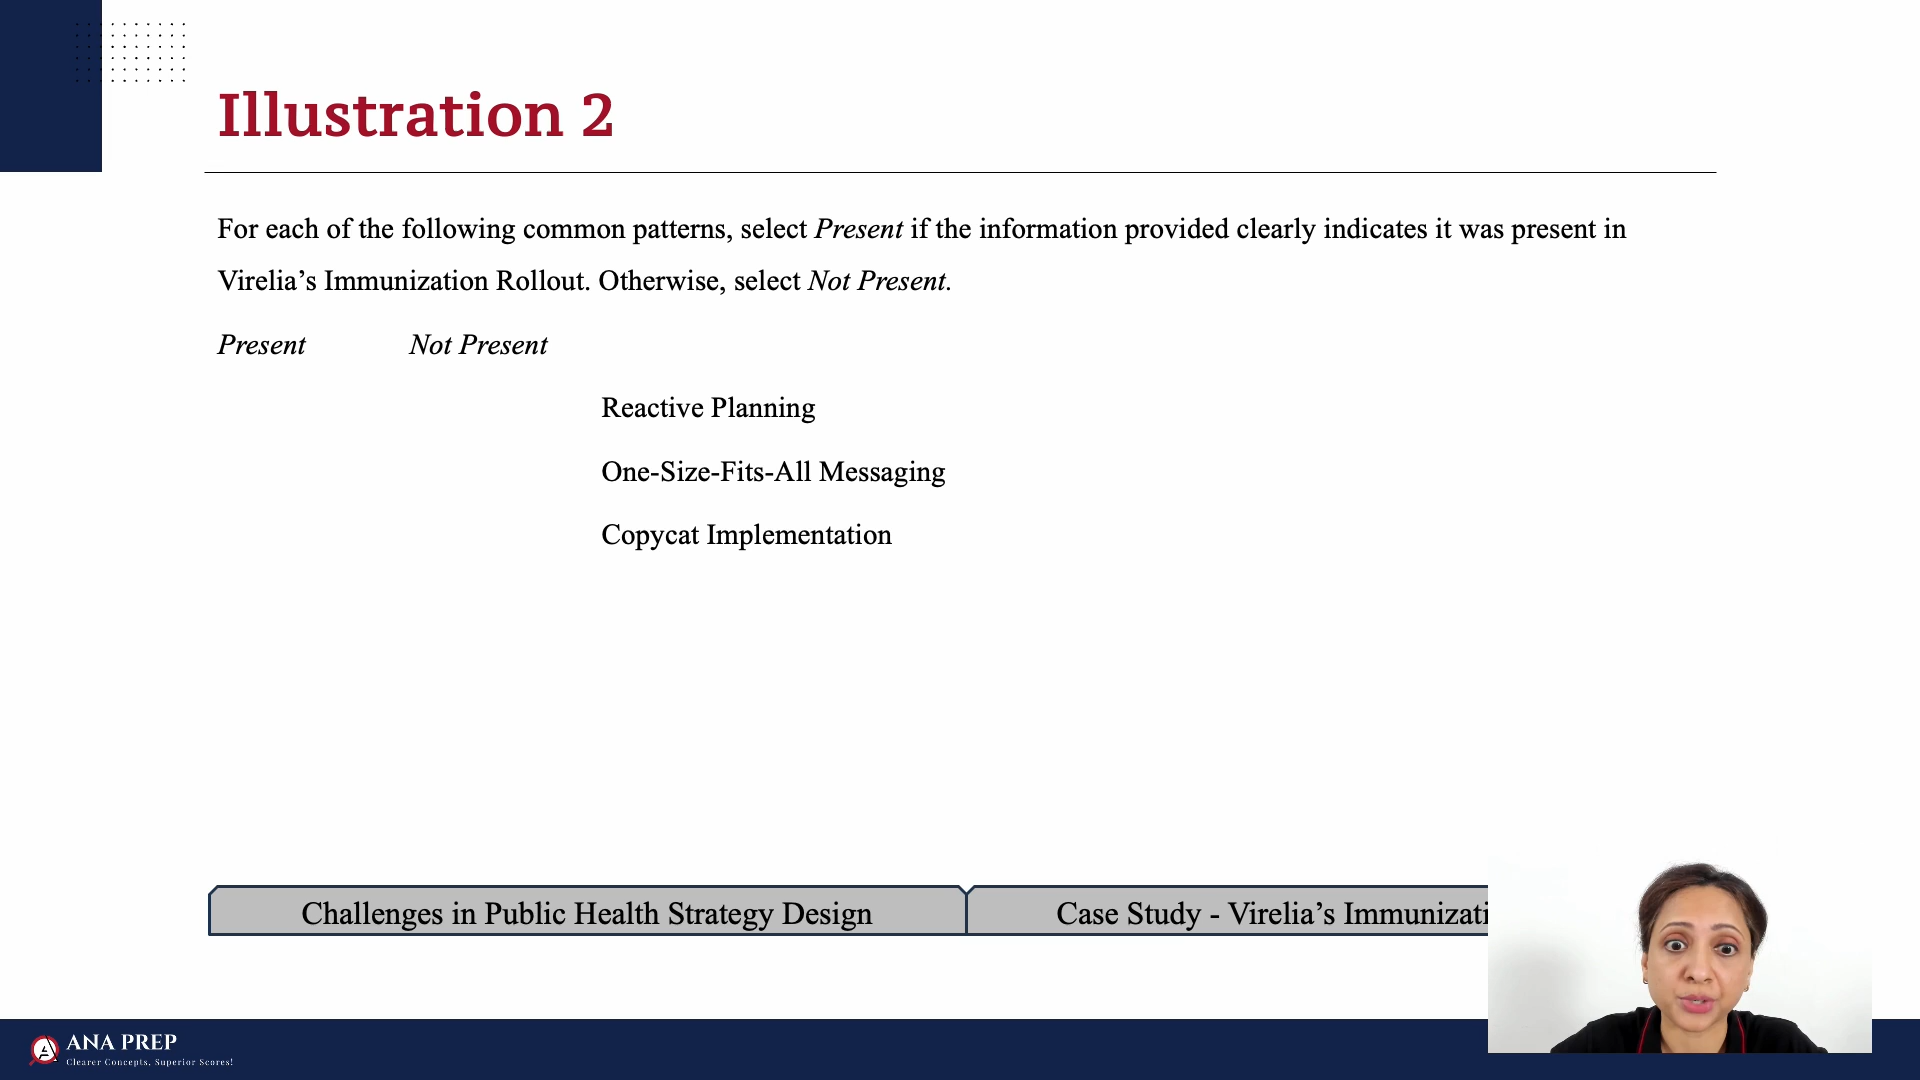 Illustration 2
For each of the following common patterns, select Present if the information provided clearly indicates it was present in
Virelia’s Immunization Rollout. Otherwise, select Not Present.
Present Not Present
Reactive Planning
One-Size-Fits-All Messaging
Copycat Implementation
Challenges in Public Health Strategy Design
Case Study - Virelia’s Immunizati
ANA PREP
Clearer Concepts, Superior Scores!